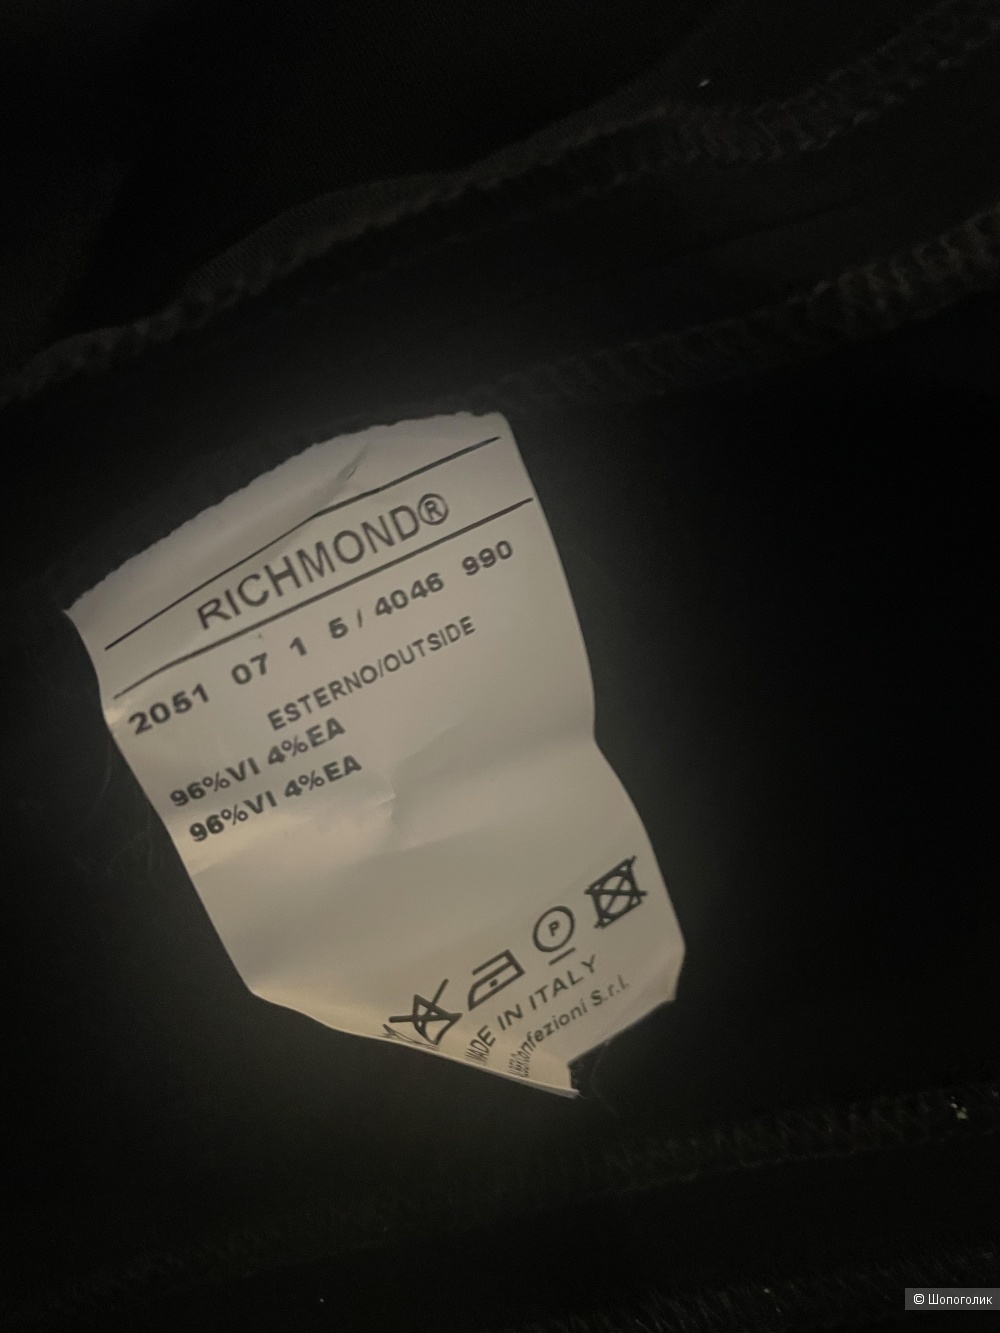 RICHMOND®
2051 07 1 5 / 4046 990
ESTERNO/OUTSIDE
96%VI 4%EA
96%VI 4%EA
P
MADE IN ITALY
S.r.l.
© Шопоголик